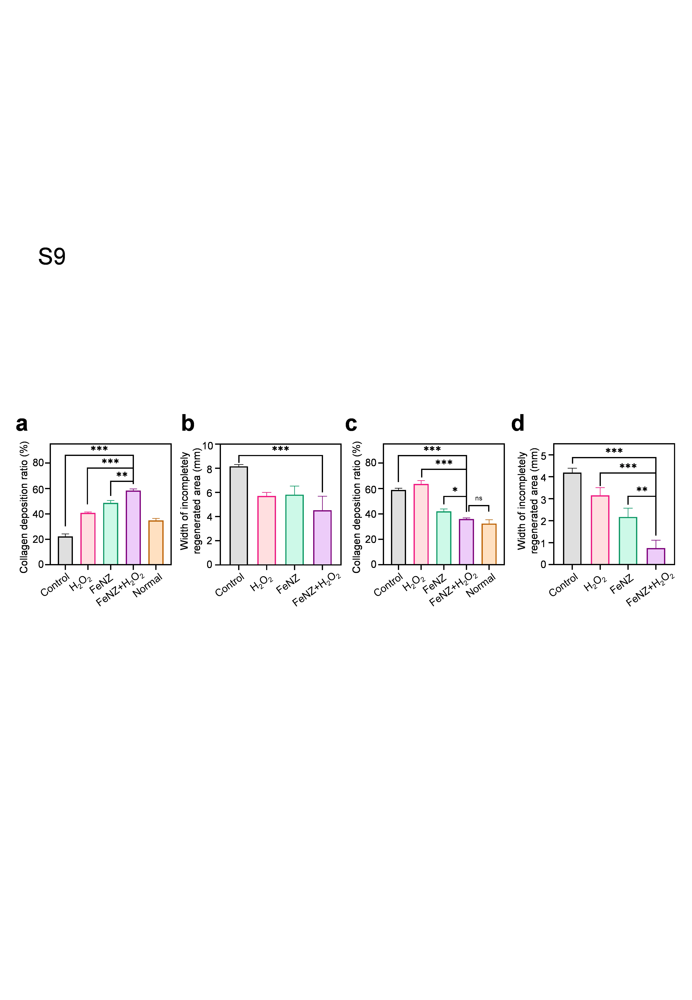 S9
a
Collagen deposition ratio (%)
80
60
40
20
0
***
***
**
Control
H₂O₂
FeNZ
FeNZ+H₂O₂
Normal
b
Width of incompletely
regenerated area (mm)
10
8
6
4
2
0
***
Control
H₂O₂
FeNZ
FeNZ+H₂O₂
c
Collagen deposition ratio (%)
80
60
40
20
0
***
***
*
ns
Control
H₂O₂
FeNZ
FeNZ+H₂O₂
Normal
d
Width of incompletely
regenerated area (mm)
5
4
3
2
1
0
***
***
**
Control
H₂O₂
FeNZ
FeNZ+H₂O₂